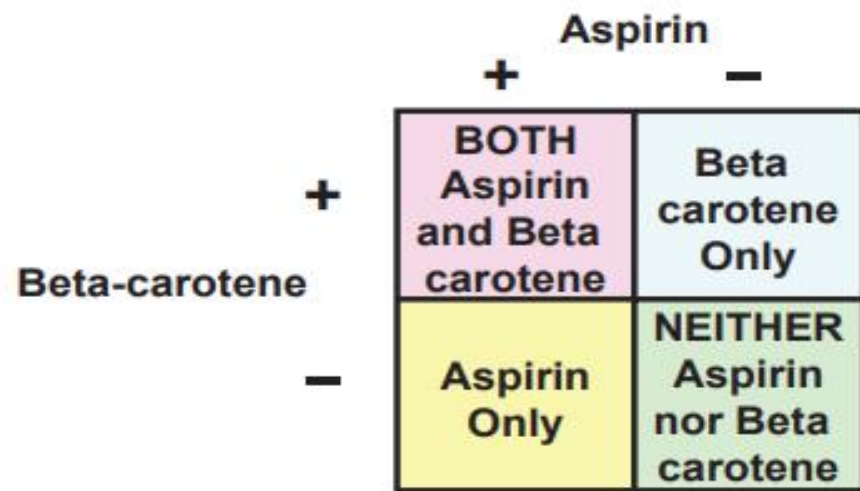 Aspirin
+ −
+
BOTH
Aspirin
and Beta
carotene
Beta
carotene
Only
Beta-carotene
−
Aspirin
Only
NEITHER
Aspirin
nor Beta
carotene